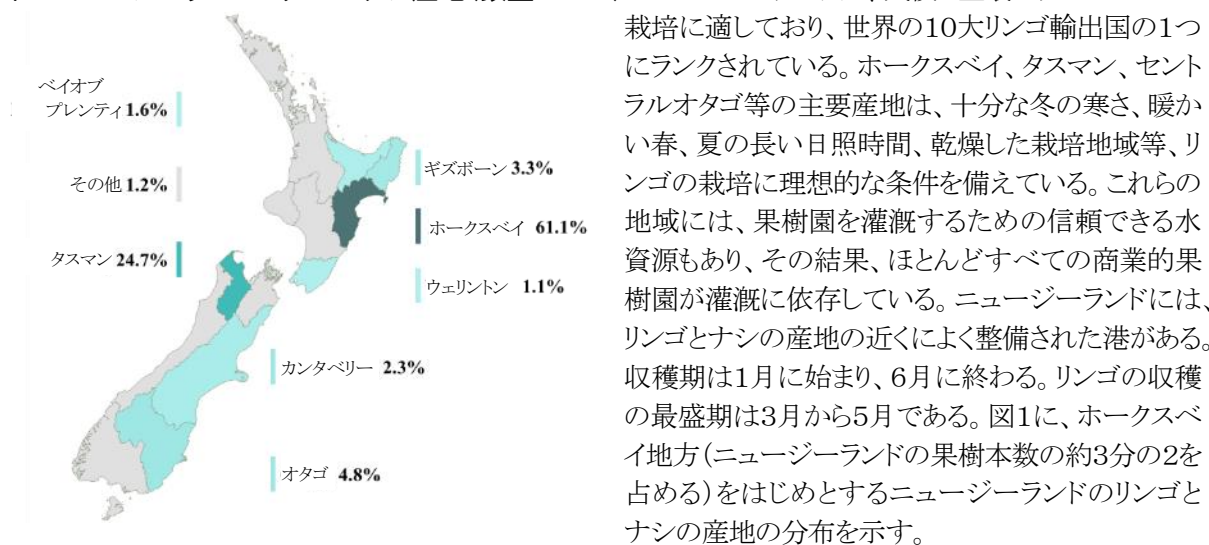 ベイオブ
プレンティ 1.6%
その他 1.2%
タスマン 24.7%
ギズボーン 3.3%
ホークスベイ 61.1%
ウェリントン 1.1%
カンタベリー 2.3%
オタゴ 4.8%
栽培に適しており、世界の10大リンゴ輸出国の1つ
にランクされている。ホークスベイ、タスマン、セント
ラルオタゴ等の主要産地は、十分な冬の寒さ、暖か
い春、夏の長い日照時間、乾燥した栽培地域等、リ
ンゴの栽培に理想的な条件を備えている。これらの
地域には、果樹園を灌漑するための信頼できる水
資源もあり、その結果、ほとんどすべての商業的果
樹園が灌漑に依存している。ニュージーランドには、
リンゴとナシの産地の近くによく整備された港がある。
収穫期は1月に始まり、6月に終わる。リンゴの収穫
の最盛期は3月から5月である。図1に、ホークスベ
イ地方(ニュージーランドの果樹本数の約3分の2を
占める)をはじめとするニュージーランドのリンゴと
ナシの産地の分布を示す。